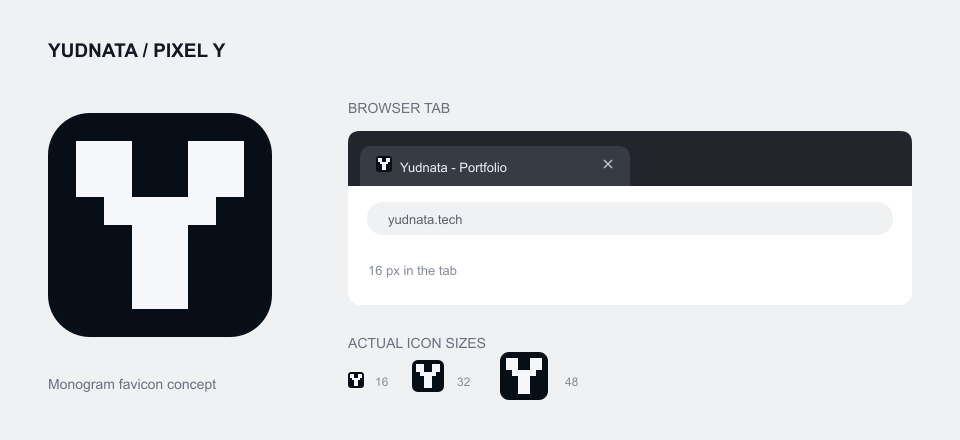 YUDNATA / PIXEL Y
BROWSER TAB
Yudnata - Portfolio
yudnata.tech
16 px in the tab
ACTUAL ICON SIZES
16
32
48
Monogram favicon concept